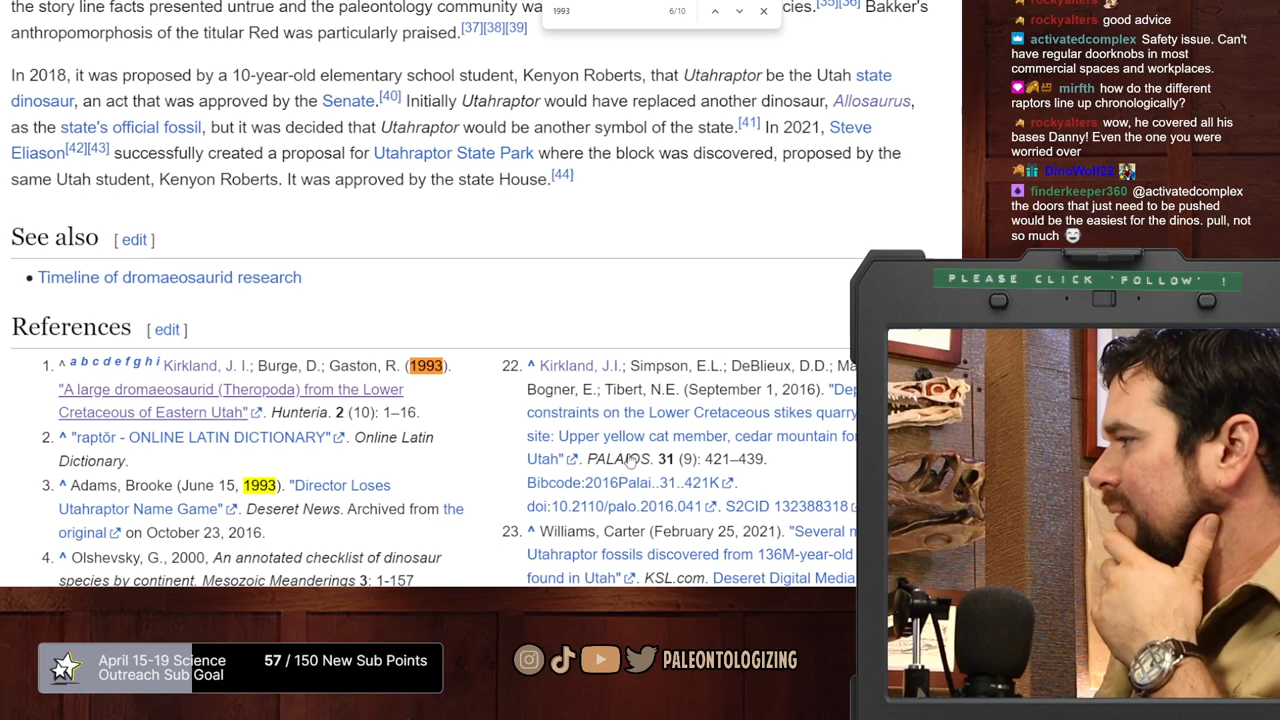 the story line facts presented untrue and the paleontology community wa
cies.[35][36] Bakker's
1993
6/10
anthropomorphosis of the titular Red was particularly praised.[37][38][39]
In 2018, it was proposed by a 10-year-old elementary school student, Kenyon Roberts, that Utahraptor be the Utah state
dinosaur, an act that was approved by the Senate.[40] Initially Utahraptor would have replaced another dinosaur, Allosaurus,
as the state's official fossil, but it was decided that Utahraptor would be another symbol of the state.[41] In 2021, Steve
Eliason[42][43] successfully created a proposal for Utahraptor State Park where the block was discovered, proposed by the
same Utah student, Kenyon Roberts. It was approved by the state House.[44]
See also [ edit ]
• Timeline of dromaeosaurid research
References [ edit ]
1. ^ a b c d e f g h i Kirkland, J. I.; Burge, D.; Gaston, R. (1993).
"A large dromaeosaurid (Theropoda) from the Lower
Cretaceous of Eastern Utah". Hunteria. 2 (10): 1–16.
2. ^ "raptŏr - ONLINE LATIN DICTIONARY". Online Latin
Dictionary.
3. ^ Adams, Brooke (June 15, 1993). "Director Loses
Utahraptor Name Game". Deseret News. Archived from the
original on October 23, 2016.
4. ^ Olshevsky, G., 2000, An annotated checklist of dinosaur
species by continent. Mesozoic Meanderings 3: 1-157
22. ^ Kirkland, J.I.; Simpson, E.L.; DeBlieux, D.D.; Ma
Bogner, E.; Tibert, N.E. (September 1, 2016). "Dep
constraints on the Lower Cretaceous stikes quarry
site: Upper yellow cat member, cedar mountain fo
Utah". PALAIOS. 31 (9): 421–439.
Bibcode:2016Palai..31..421K.
doi:10.2110/palo.2016.041. S2CID 132388318
23. ^ Williams, Carter (February 25, 2021). "Several n
Utahraptor fossils discovered from 136M-year-old
found in Utah". KSL.com. Deseret Digital Media
rockyalters
rockyalters good advice
activatedcomplex Safety issue. Can't
have regular doorknobs in most
commercial spaces and workplaces.
mirfth how do the different
raptors line up chronologically?
rockyalters wow, he covered all his
bases Danny! Even the one you were
worried over
DinoWolf22
finderkeeper360 @activatedcomplex
the doors that just need to be pushed
would be the easiest for the dinos. pull, not
so much
PLEASE CLICK 'FOLLOW' !
April 15-19 Science
Outreach Sub Goal
57 / 150 New Sub Points
PALEONTOLOGIZING